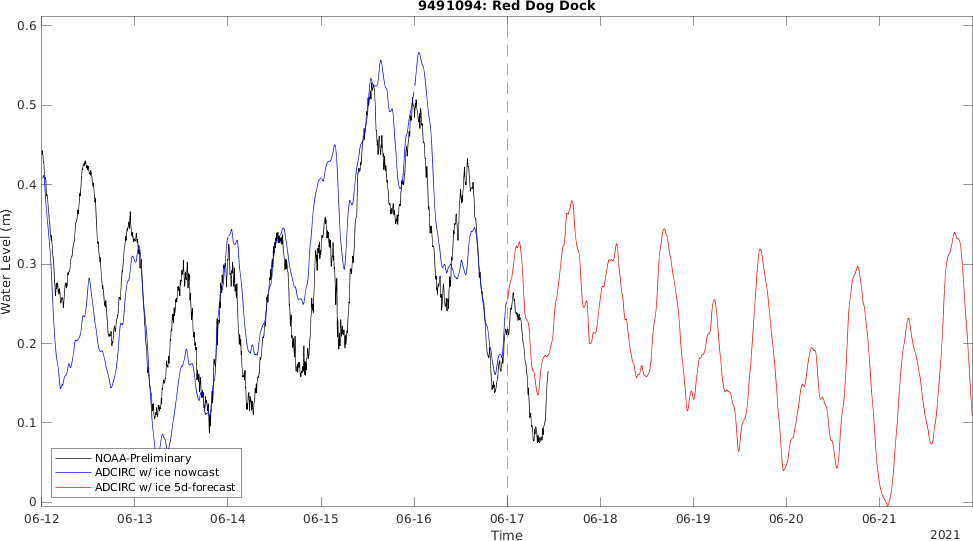 9491094: Red Dog Dock
0.6
0.5
0.4
0.3
0.2
0.1
0
Water Level (m)
NOAA-Preliminary
ADCIRC w/ ice nowcast
ADCIRC w/ ice 5d-forecast
06-12 06-13 06-14 06-15 06-16 06-17 06-18 06-19 06-20 06-21
Time
2021